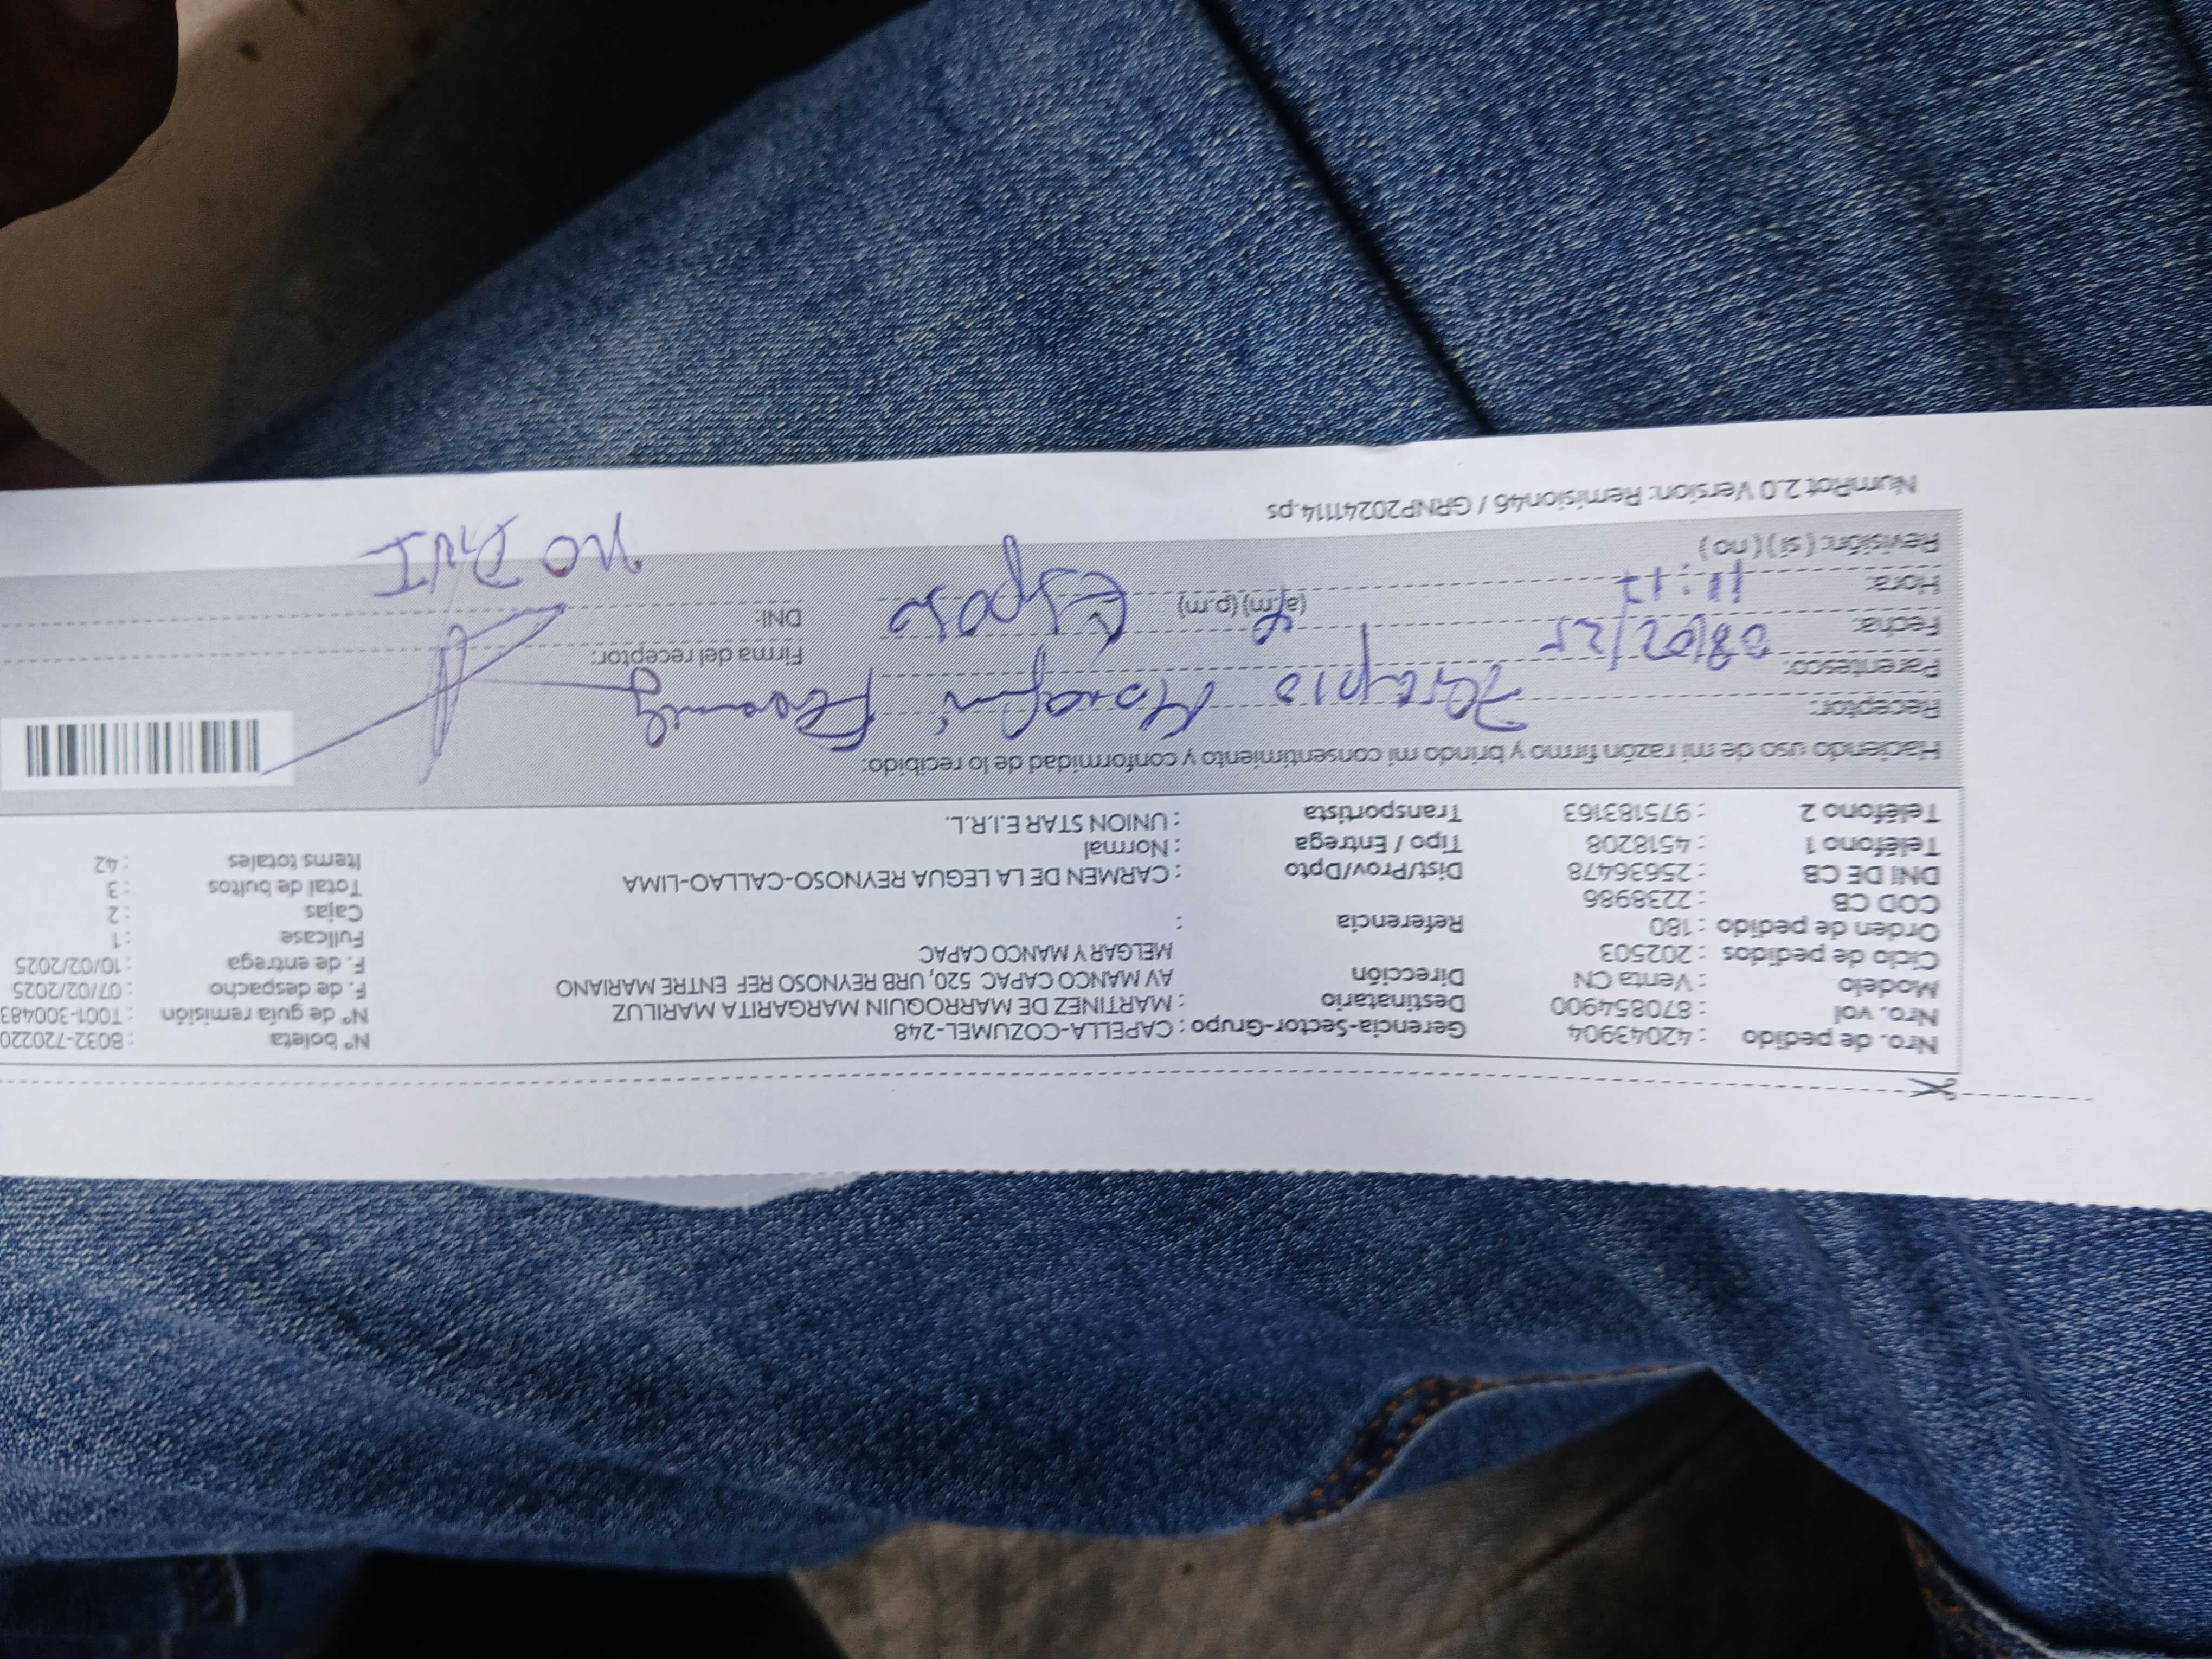 Nro. de pedido : 42043904 Gerencia-Sector-Grupo : CAPELLA-COZUMEL-248 Nº boleta : B032-720220
Nro. vol : 870854900 Destinatario : MARTINEZ DE MARROQUIN MARGARITA MARILUZ Nº de guía remisión : T001-300483
Modelo : Venta CN Dirección AV MANCO CAPAC 520, URB REYNOSO REF ENTRE MARIANO F. de despacho : 07/02/2025
Ciclo de pedidos : 202503 MELGAR Y MANCO CAPAC F. de entrega : 10/02/2025
Orden de pedido : 180 Referencia : Fullcase : 1
COD CB : 2238986 Cajas : 2
DNI DE CB : 25636478 Dist/Prov/Dpto : CARMEN DE LA LEGUA REYNOSO-CALLAO-LIMA Total de bultos : 3
Teléfono 1 : 4518208 Tipo / Entrega : Normal Items totales : 42
Teléfono 2 : 975183163 Transportista : UNION STAR E.I.R.L.
Haciendo uso de mi razón firmo y brindo mi consentimiento y conformidad de lo recibido:
Receptor:
Parentesco: Firma del receptor:
Fecha: 08/02/25 Esposo
Hora: 11:17 (a.m) (p.m) DNI: NO DNI
Revisión: ( sí ) ( no )
NumRot 2.0 Version: Remision46 / GRNP20241114.ps